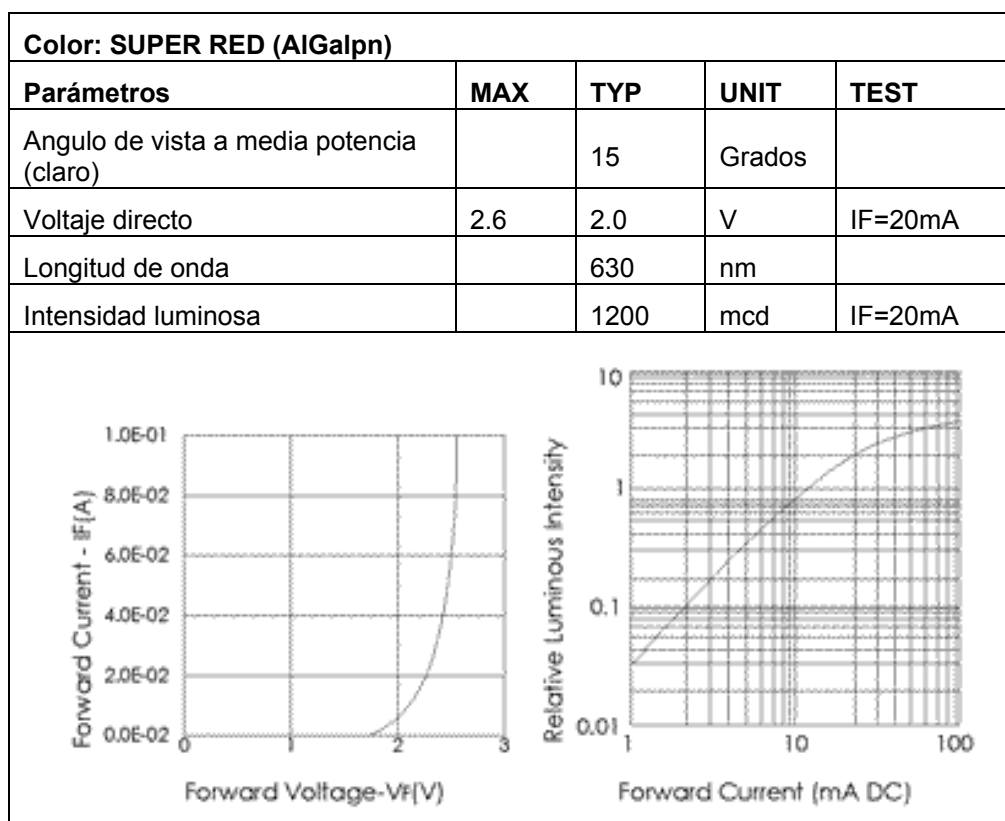 Color: SUPER RED (AlGaIpn)
Parámetros MAX TYP UNIT TEST
Angulo de vista a media potencia
(claro) 15 Grados
Voltaje directo 2.6 2.0 V IF=20mA
Longitud de onda 630 nm
Intensidad luminosa 1200 mcd IF=20mA
Forward Current - IF(A)
1.0E-01
8.0E-02
6.0E-02
4.0E-02
2.0E-02
0.0E-02
0 1 2 3
Forward Voltage-VF(V)
Relative Luminous Intensity
10
1
0.1
0.01
1 10 100
Forward Current (mA DC)